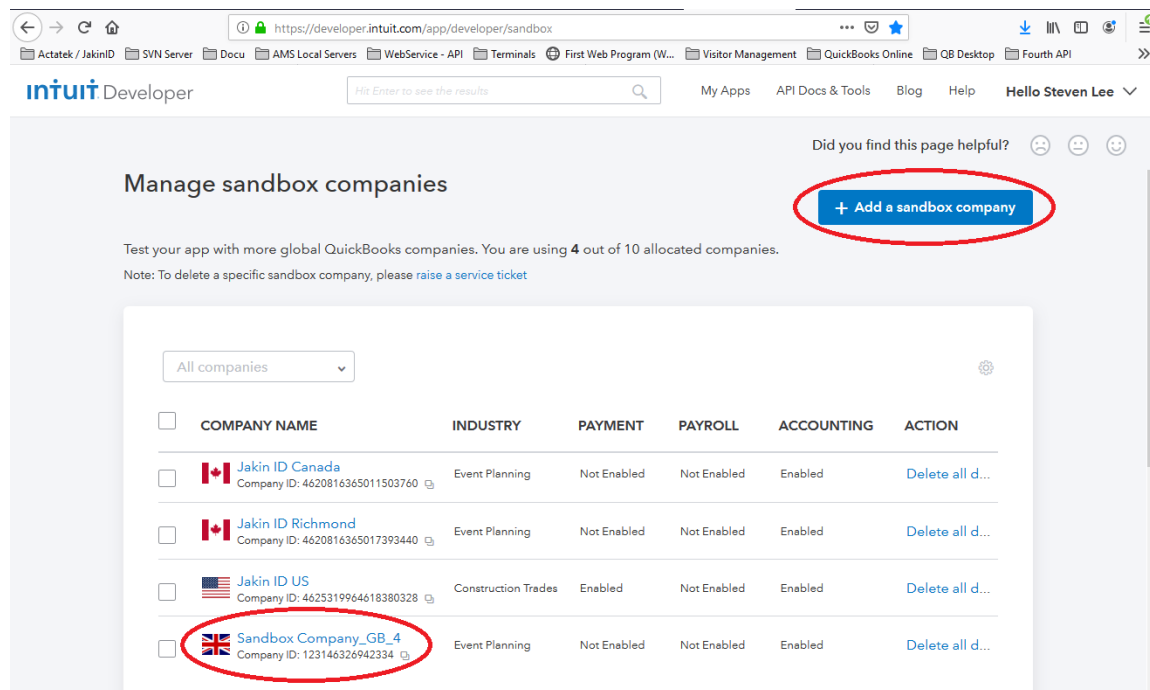 https://developer.intuit.com/app/developer/sandbox
Actatek / JakinID SVN Server Docu AMS Local Servers WebService - API Terminals First Web Program (W... Visitor Management QuickBooks Online QB Desktop Fourth API
intuit Developer Hit Enter to see the results My Apps API Docs & Tools Blog Help Hello Steven Lee
Did you find this page helpful?
Manage sandbox companies
+ Add a sandbox company
Test your app with more global QuickBooks companies. You are using 4 out of 10 allocated companies.
Note: To delete a specific sandbox company, please raise a service ticket
All companies
COMPANY NAME INDUSTRY PAYMENT PAYROLL ACCOUNTING ACTION
Jakin ID Canada
Company ID: 4620816365011503760
Event Planning Not Enabled Not Enabled Enabled Delete all d...
Jakin ID Richmond
Company ID: 4620816365017393440
Event Planning Not Enabled Not Enabled Enabled Delete all d...
Jakin ID US
Company ID: 4625319964618380328
Construction Trades Enabled Not Enabled Enabled Delete all d...
Sandbox Company_GB_4
Company ID: 123146326942334
Event Planning Not Enabled Not Enabled Enabled Delete all d...